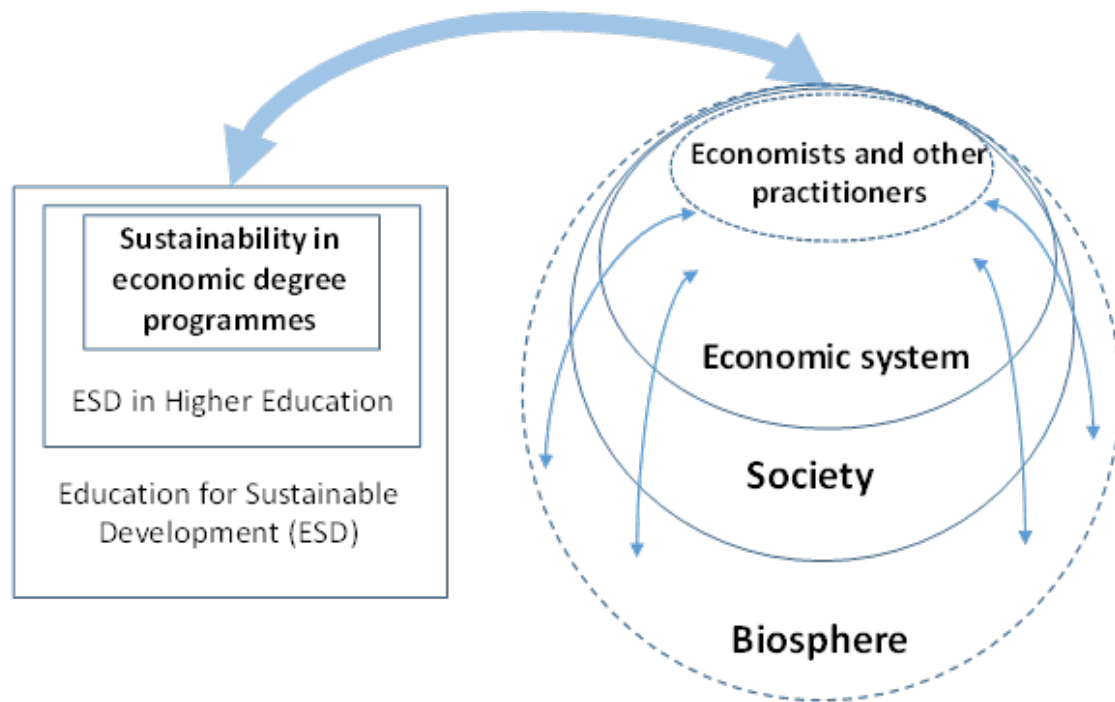 Sustainability in
economic degree
programmes
ESD in Higher Education
Education for Sustainable
Development (ESD)
Economists and other
practitioners
Economic system
Society
Biosphere